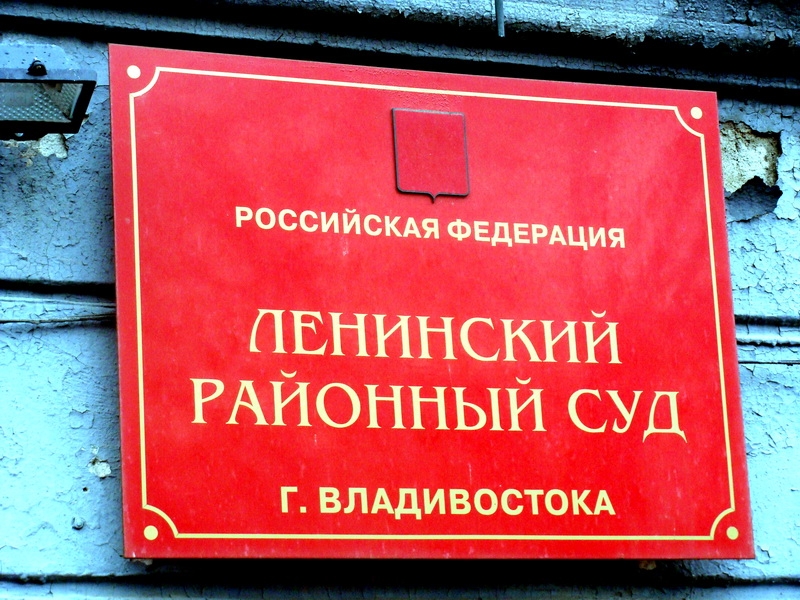 РОССИЙСКАЯ ФЕДЕРАЦИЯ
ЛЕНИНСКИЙ
РАЙОННЫЙ СУД
Г. ВЛАДИВОСТОКА